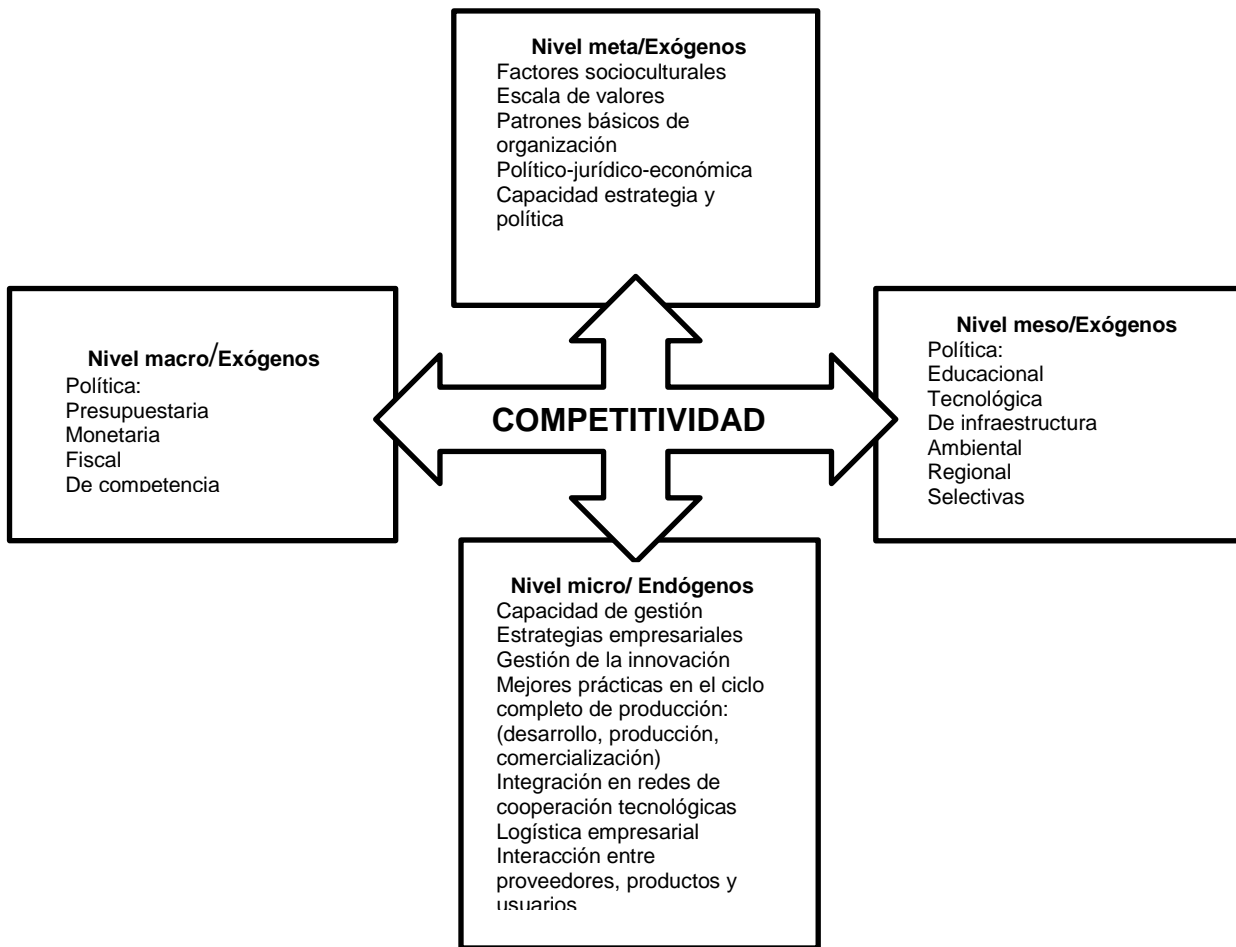 Nivel meta/Exógenos
Factores socioculturales
Escala de valores
Patrones básicos de
organización
Político-jurídico-económica
Capacidad estrategia y
política
Nivel macro/Exógenos
Política:
Presupuestaria
Monetaria
Fiscal
De competencia
COMPETITIVIDAD
Nivel meso/Exógenos
Política:
Educacional
Tecnológica
De infraestructura
Ambiental
Regional
Selectivas
Nivel micro/ Endógenos
Capacidad de gestión
Estrategias empresariales
Gestión de la innovación
Mejores prácticas en el ciclo
completo de producción:
(desarrollo, producción,
comercialización)
Integración en redes de
cooperación tecnológicas
Logística empresarial
Interacción entre
proveedores, productos y
usuarios